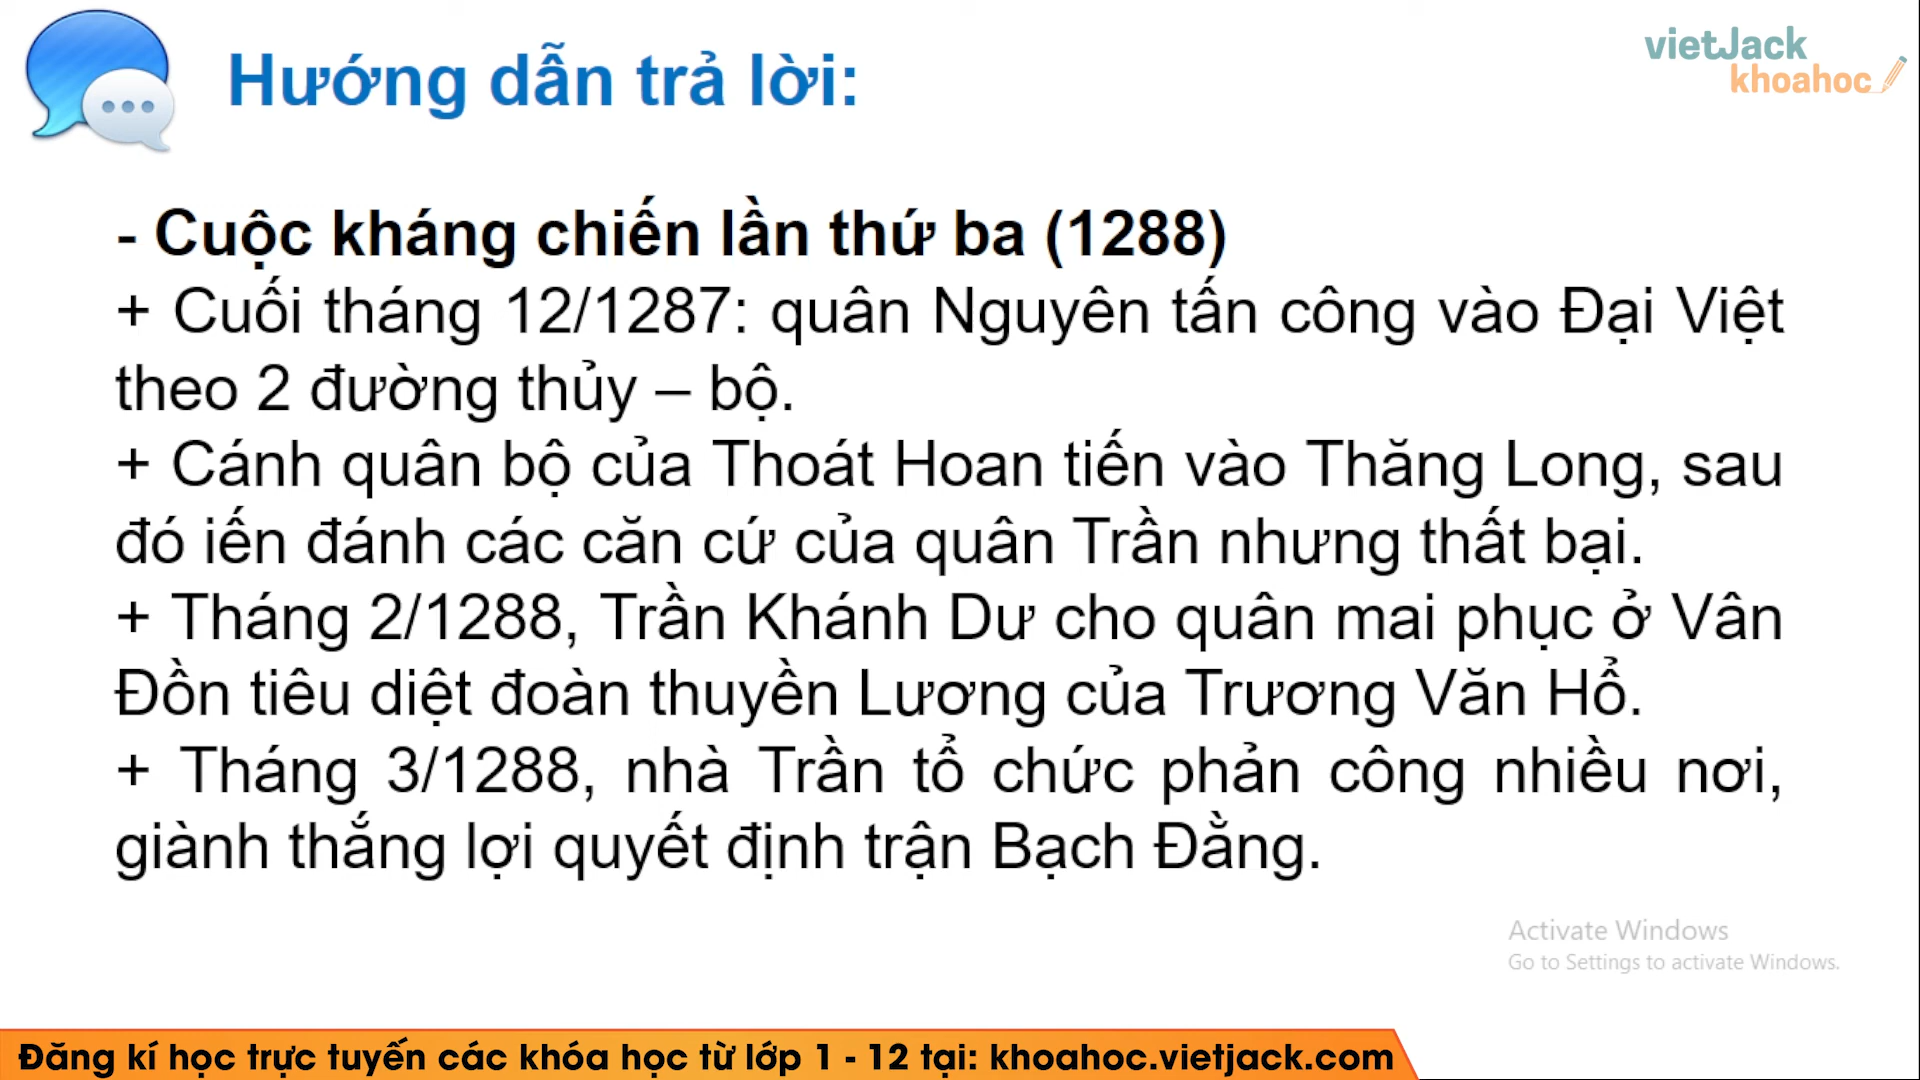 Hướng dẫn trả lời:
vietJack
khoahoc
- Cuộc kháng chiến lần thứ ba (1288)
+ Cuối tháng 12/1287: quân Nguyên tấn công vào Đại Việt
theo 2 đường thủy – bộ.
+ Cánh quân bộ của Thoát Hoan tiến vào Thăng Long, sau
đó iến đánh các căn cứ của quân Trần nhưng thất bại.
+ Tháng 2/1288, Trần Khánh Dư cho quân mai phục ở Vân
Đồn tiêu diệt đoàn thuyền Lương của Trương Văn Hổ.
+ Tháng 3/1288, nhà Trần tổ chức phản công nhiều nơi,
giành thắng lợi quyết định trận Bạch Đằng.
Activate Windows
Go to Settings to activate Windows.
Đăng kí học trực tuyến các khóa học từ lớp 1 - 12 tại: khoahoc.vietjack.com